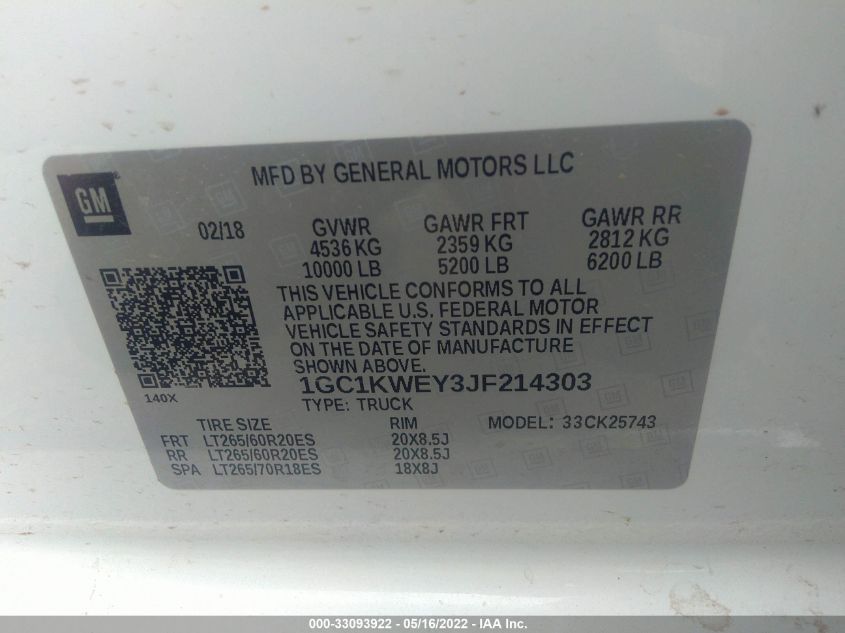 MFD BY GENERAL MOTORS LLC
GM
02/18 GVWR GAWR FRT GAWR RR
4536 KG 2359 KG 2812 KG
10000 LB 5200 LB 6200 LB
THIS VEHICLE CONFORMS TO ALL
APPLICABLE U.S. FEDERAL MOTOR
VEHICLE SAFETY STANDARDS IN EFFECT
ON THE DATE OF MANUFACTURE
SHOWN ABOVE.
140X
1GC1KWEY3JF214303
TYPE: TRUCK
TIRE SIZE RIM MODEL: 33CK25743
FRT LT265/60R20ES 20X8.5J
RR LT265/60R20ES 20X8.5J
SPA LT265/70R18ES 18X8J
000-33093922 - 05/16/2022 - IAA Inc.